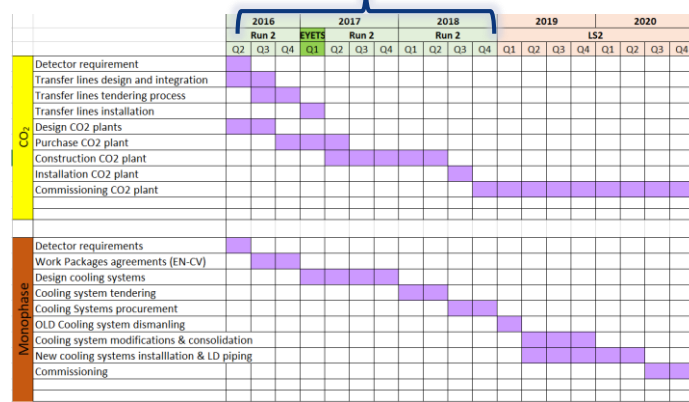 2016 2017 2018 2019 2020
Run 2 EYETS Run 2 Run 2 LS2
Q2 Q3 Q4 Q1 Q2 Q3 Q4 Q1 Q2 Q3 Q4 Q1 Q2 Q3 Q4 Q1 Q2 Q3 Q4
CO2
Detector requirement
Transfer lines design and integration
Transfer lines tendering process
Transfer lines installation
Design CO2 plants
Purchase CO2 plant
Construction CO2 plant
Installation CO2 plant
Commissioning CO2 plant
Monophase
Detector requirements
Work Packages agreements (EN-CV)
Design cooling systems
Cooling system tendering
Cooling Systems procurement
OLD Cooling system dismanling
Cooling system modifications & consolidation
New cooling systems installlation & LD piping
Commissioning